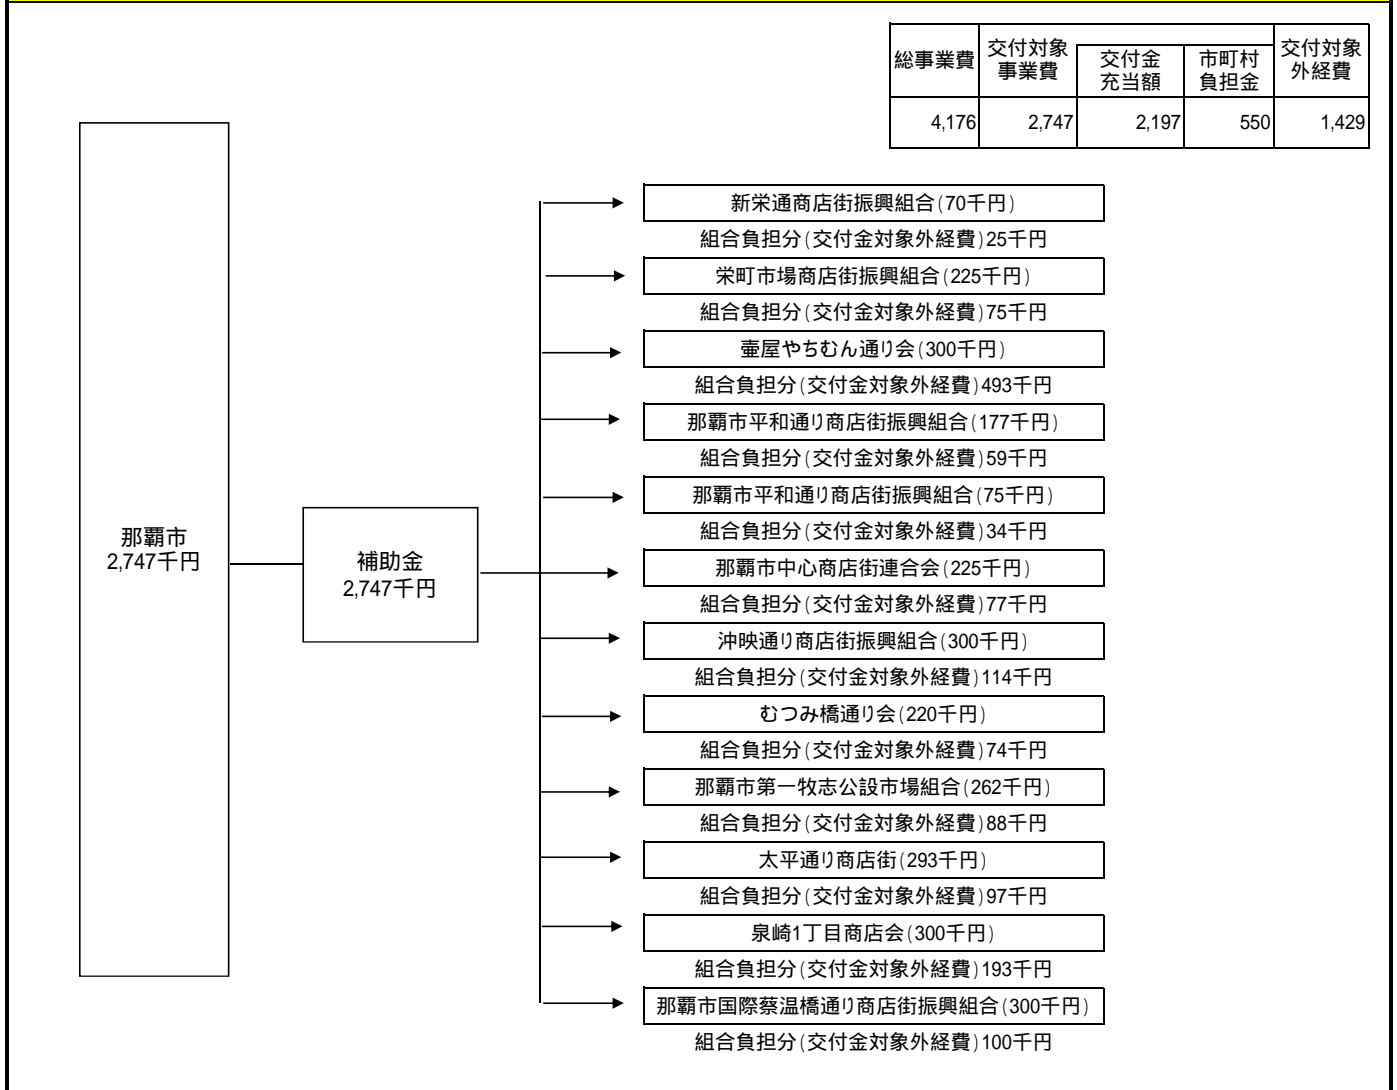 総事業費 交付対象事業費 交付金充当額 市町村負担金 交付対象外経費
4,176 2,747 2,197 550 1,429
那覇市
2,747千円
補助金
2,747千円
新栄通商店街振興組合(70千円)
組合負担分(交付金対象外経費)25千円
栄町市場商店街振興組合(225千円)
組合負担分(交付金対象外経費)75千円
壷屋やちむん通り会(300千円)
組合負担分(交付金対象外経費)493千円
那覇市平和通り商店街振興組合(177千円)
組合負担分(交付金対象外経費)59千円
那覇市平和通り商店街振興組合(75千円)
組合負担分(交付金対象外経費)34千円
那覇市中心商店街連合会(225千円)
組合負担分(交付金対象外経費)77千円
沖映通り商店街振興組合(300千円)
組合負担分(交付金対象外経費)114千円
むつみ橋通り会(220千円)
組合負担分(交付金対象外経費)74千円
那覇市第一牧志公設市場組合(262千円)
組合負担分(交付金対象外経費)88千円
太平通り商店街(293千円)
組合負担分(交付金対象外経費)97千円
泉崎1丁目商店会(300千円)
組合負担分(交付金対象外経費)193千円
那覇市国際蔡温橋通り商店街振興組合(300千円)
組合負担分(交付金対象外経費)100千円